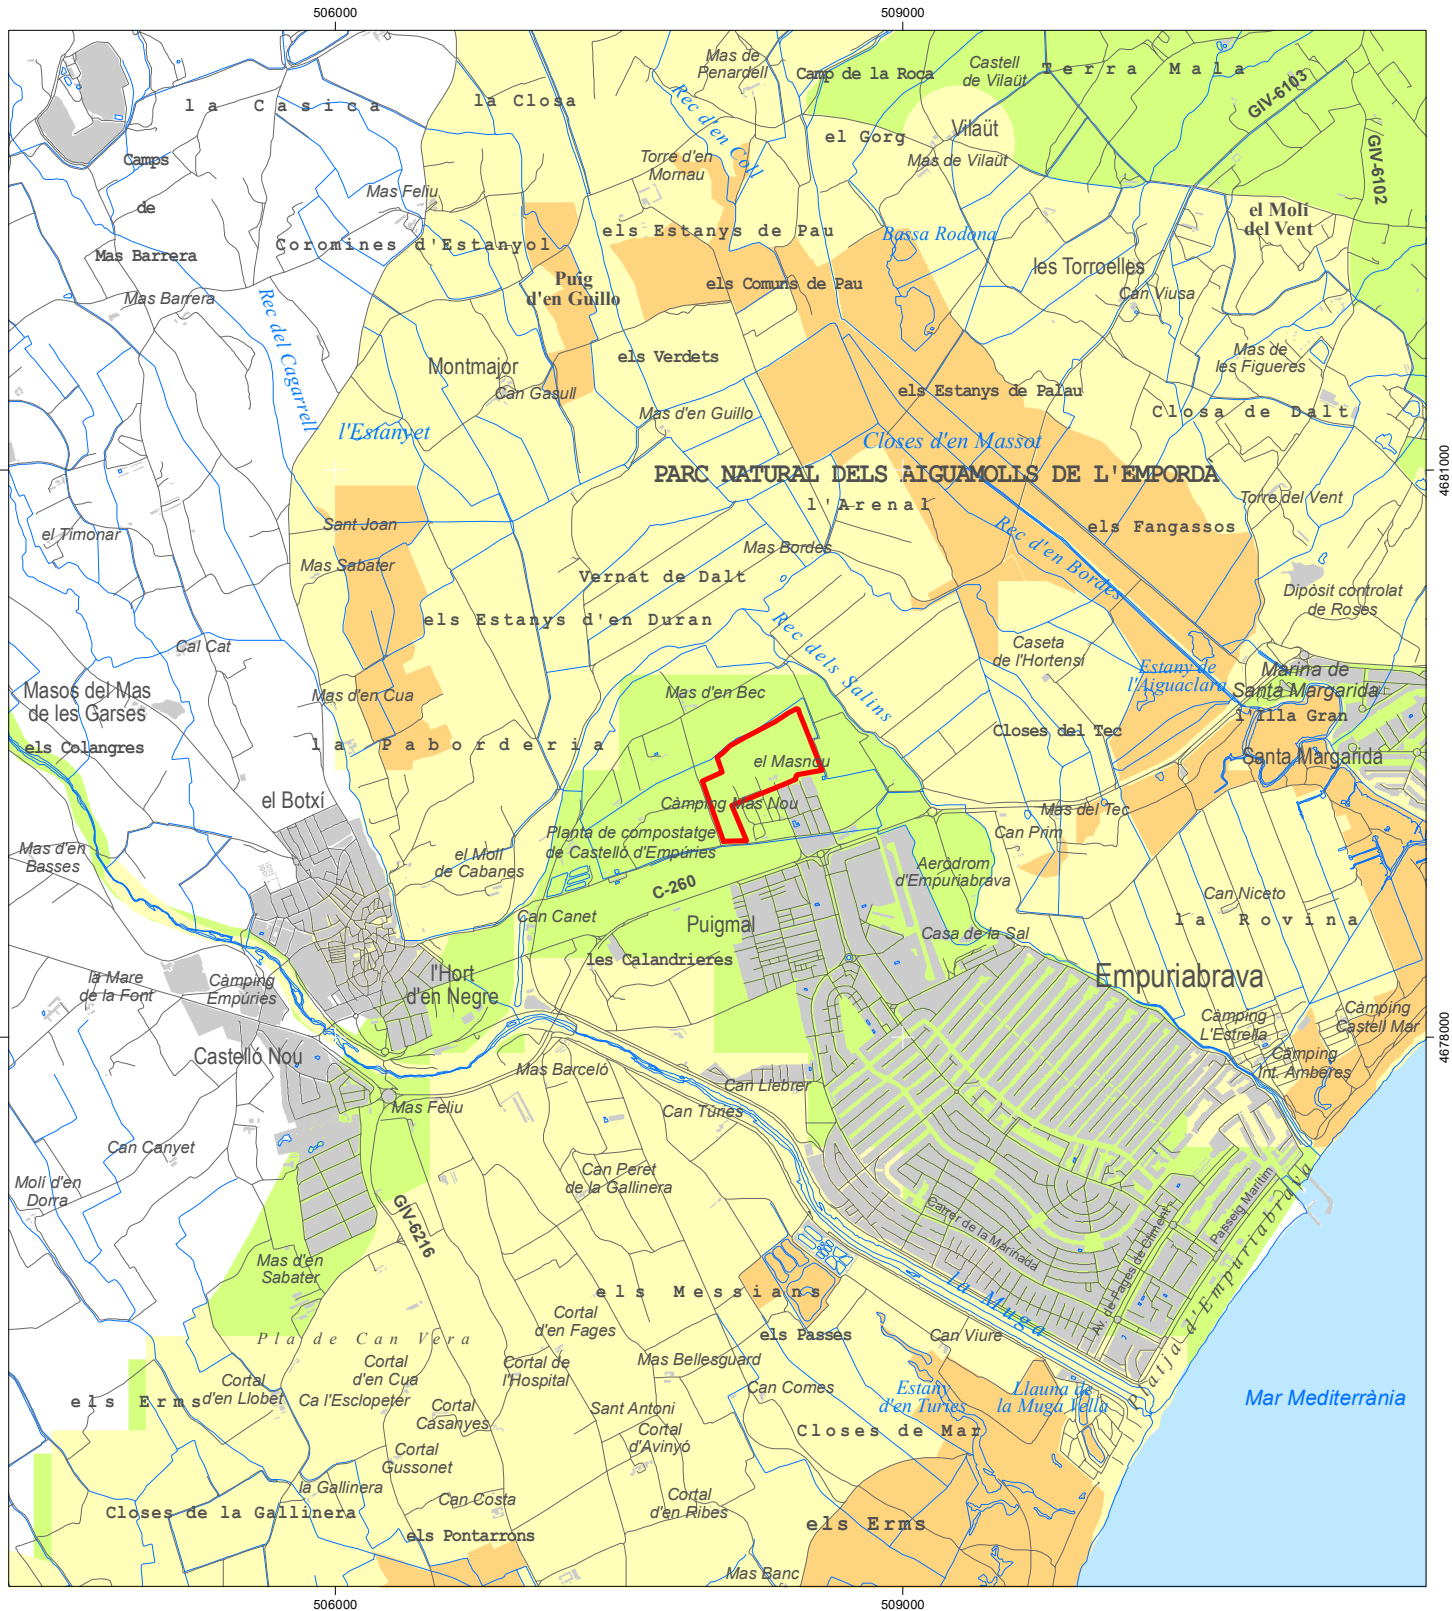 506000
509000
Mas de
Penardell
Camp de la Roca
Castell
de Vilaüt
Terra Mala
GIV-6103
la Casica
la Closa
Rec d'en Coll
el Gorg
Vilaüt
GIV-6102
Camps
de
Mas Barrera
Torre d'en
Mornau
Mas de Vilaüt
Mas Feliu
el Molí
del Vent
Coromines d'Estanyol
els Estanys de Pau
Bassa Rodona
Puig
d'en Guillo
els Comuns de Pau
les Torroelles
Can Viusa
Mas Barrera
Rec del Cagarrell
els Verdets
Mas de
les Figueres
Montmajor
Can Gasull
els Estanys de Palau
Mas d'en Guillo
Closa de Dalt
l'Estanyet
Closes d'en Massot
PARC NATURAL DELS AIGUAMOLLS DE L'EMPORDÀ
4681000
l'Arenal
Torre del Vent
Sant Joan
el Timonar
Rec d'en Bordes
els Fangassos
Mas Bordes
Mas Sabater
Vernat de Dalt
Dipòsit controlat
de Roses
els Estanys d'en Duran
Rec dels Salins
Cal Cat
Caseta
de l'Hortensi
Estany de
l'Aiguaclara
Marina de
Santa Margarida
Masos del Mas
de les Garses
Mas d'en Cua
Mas d'en Bec
l'Illa Gran
els Colangres
la Paborderia
Closes del Tec
el Masnou
Santa Margarida
el Botxí
Càmping Mas Nou
Mas del Tec
Planta de compostatge
de Castelló d'Empúries
Can Prim
Mas d'en
Basses
el Molí
de Cabanes
Aeròdrom
d'Empuriabrava
C-260
Can Niceto
Can Canet
Puigmal
la Rovina
Casa de la Sal
les Calandrieres
l'Hort
d'en Negre
la Mare
de la Font
Càmping
Empúries
Empuriabrava
Càmping
L'Estrella
Càmping
Castell Mar
4678000
Castelló Nou
Càmping
Int. Amberes
Mas Barceló
Can Llebrer
Mas Feliu
Can Túries
Can Canyet
Can Peret
de la Gallinera
Molí d'en
Dorra
GIV-6216
Carrer de la Marinada
Av. de Pages de Climent
Passeig Marítim
Platja d'Empuriabrava
Mas d'en
Sabater
els Messians
la Muga
Cortal
d'en Fages
Pla de Can Vera
els Passes
Can Viure
Cortal
d'en Cua
Cortal de
l'Hospital
Mas Bellesguard
Cortal
d'en Llobet
Can Comes
Estany
d'en Turies
Llauna de
la Muga Vella
Mar Mediterrània
els Erms
Ca l'Esclopeter
Cortal
Casanyes
Sant Antoni
Cortal
d'Avinyó
Closes de Mar
Cortal
Gussonet
la Gallinera
Can Costa
Cortal
d'en Ribes
Closes de la Gallinera
els Pontarrons
els Erms
Mas Banc
506000
509000